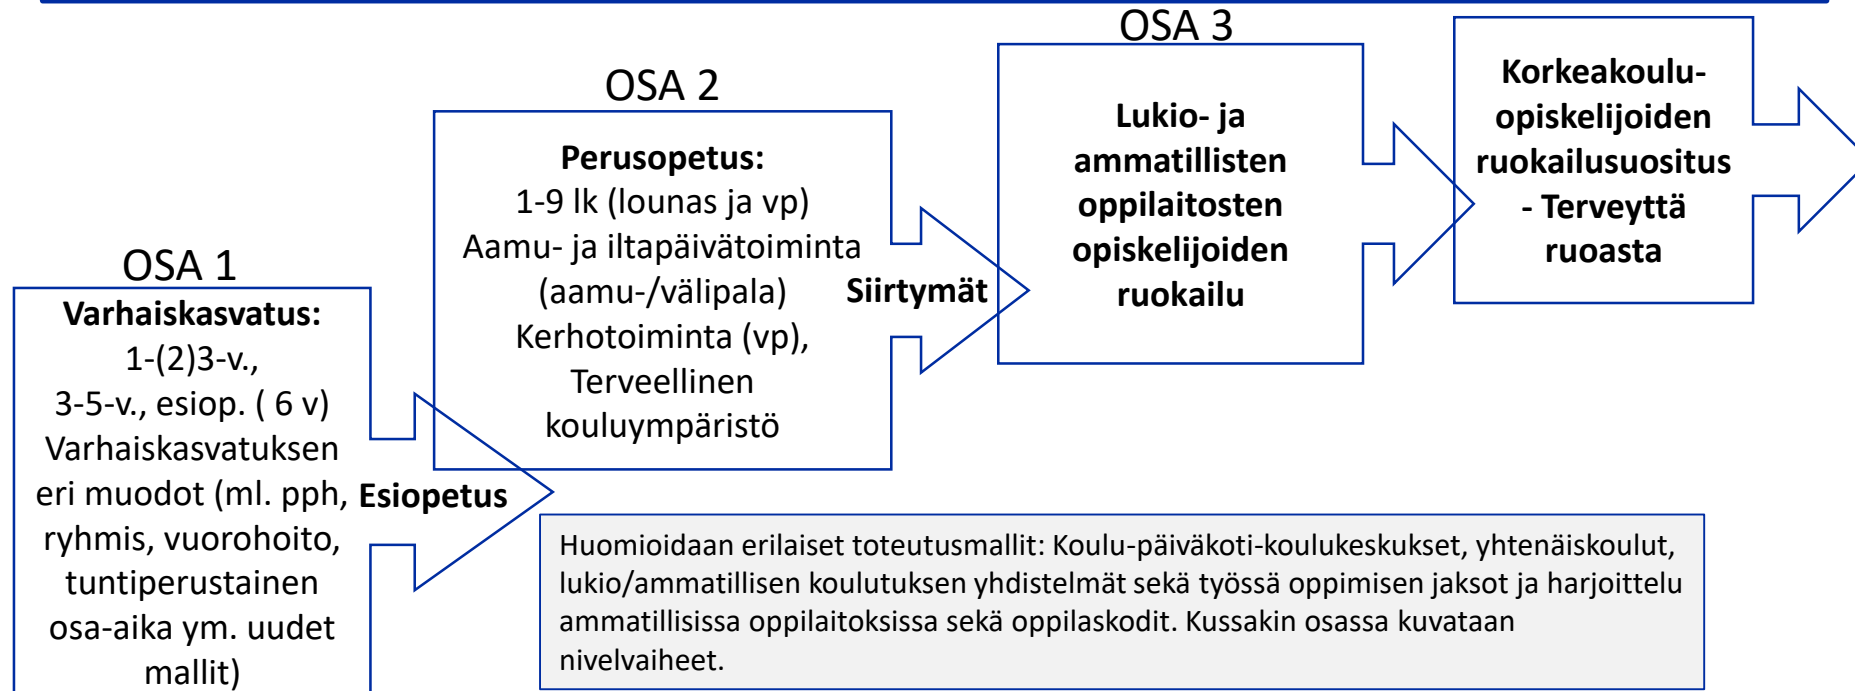 OSA 1
Varhaiskasvatus:
1-(2)3-v.,
3-5-v., esiop. ( 6 v)
Varhaiskasvatuksen
eri muodot (ml. pph,
ryhmis, vuorohoito,
tuntiperustainen
osa-aika ym. uudet
mallit)
Esiopetus
OSA 2
Perusopetus:
1-9 lk (lounas ja vp)
Aamu- ja iltapäivätoiminta
(aamu-/välipala)
Kerhotoiminta (vp),
Terveellinen
kouluympäristö
Siirtymät
OSA 3
Lukio- ja
ammatillisten
oppilaitosten
opiskelijoiden
ruokailu
Korkeakoulu-
opiskelijoiden
ruokailusuositus
- Terveyttä
ruoasta
Huomioidaan erilaiset toteutusmallit: Koulu-päiväkoti-koulukeskukset, yhtenäiskoulut,
lukio/ammatillisen koulutuksen yhdistelmät sekä työssä oppimisen jaksot ja harjoittelu
ammatillisissa oppilaitoksissa sekä oppilaskodit. Kussakin osassa kuvataan
nivelvaiheet.